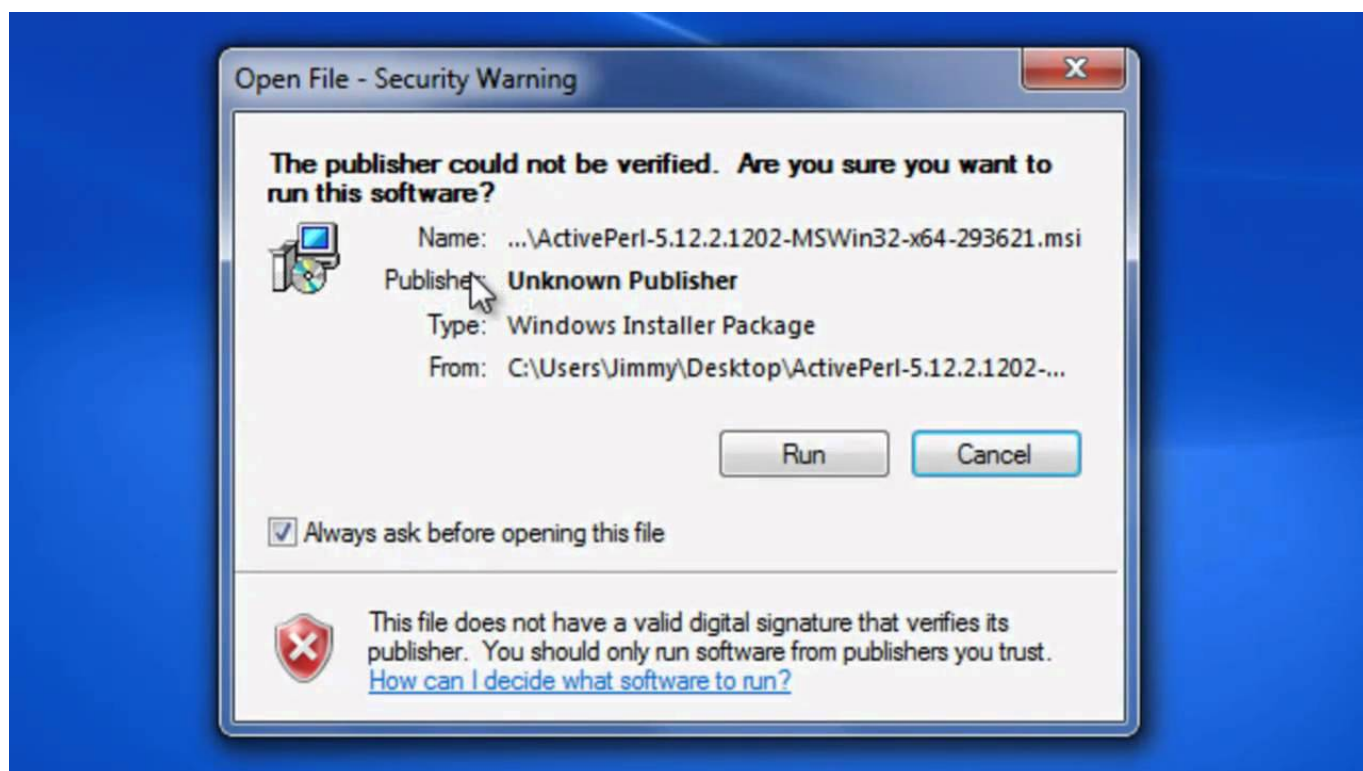 Open File - Security Warning
The publisher could not be verified. Are you sure you want to
run this software?
Name: ...\ActivePerl-5.12.2.1202-MSWin32-x64-293621.msi
Publisher: Unknown Publisher
Type: Windows Installer Package
From: C:\Users\Jimmy\Desktop\ActivePerl-5.12.2.1202-...
Run Cancel
Always ask before opening this file
This file does not have a valid digital signature that verifies its
publisher. You should only run software from publishers you trust.
How can I decide what software to run?